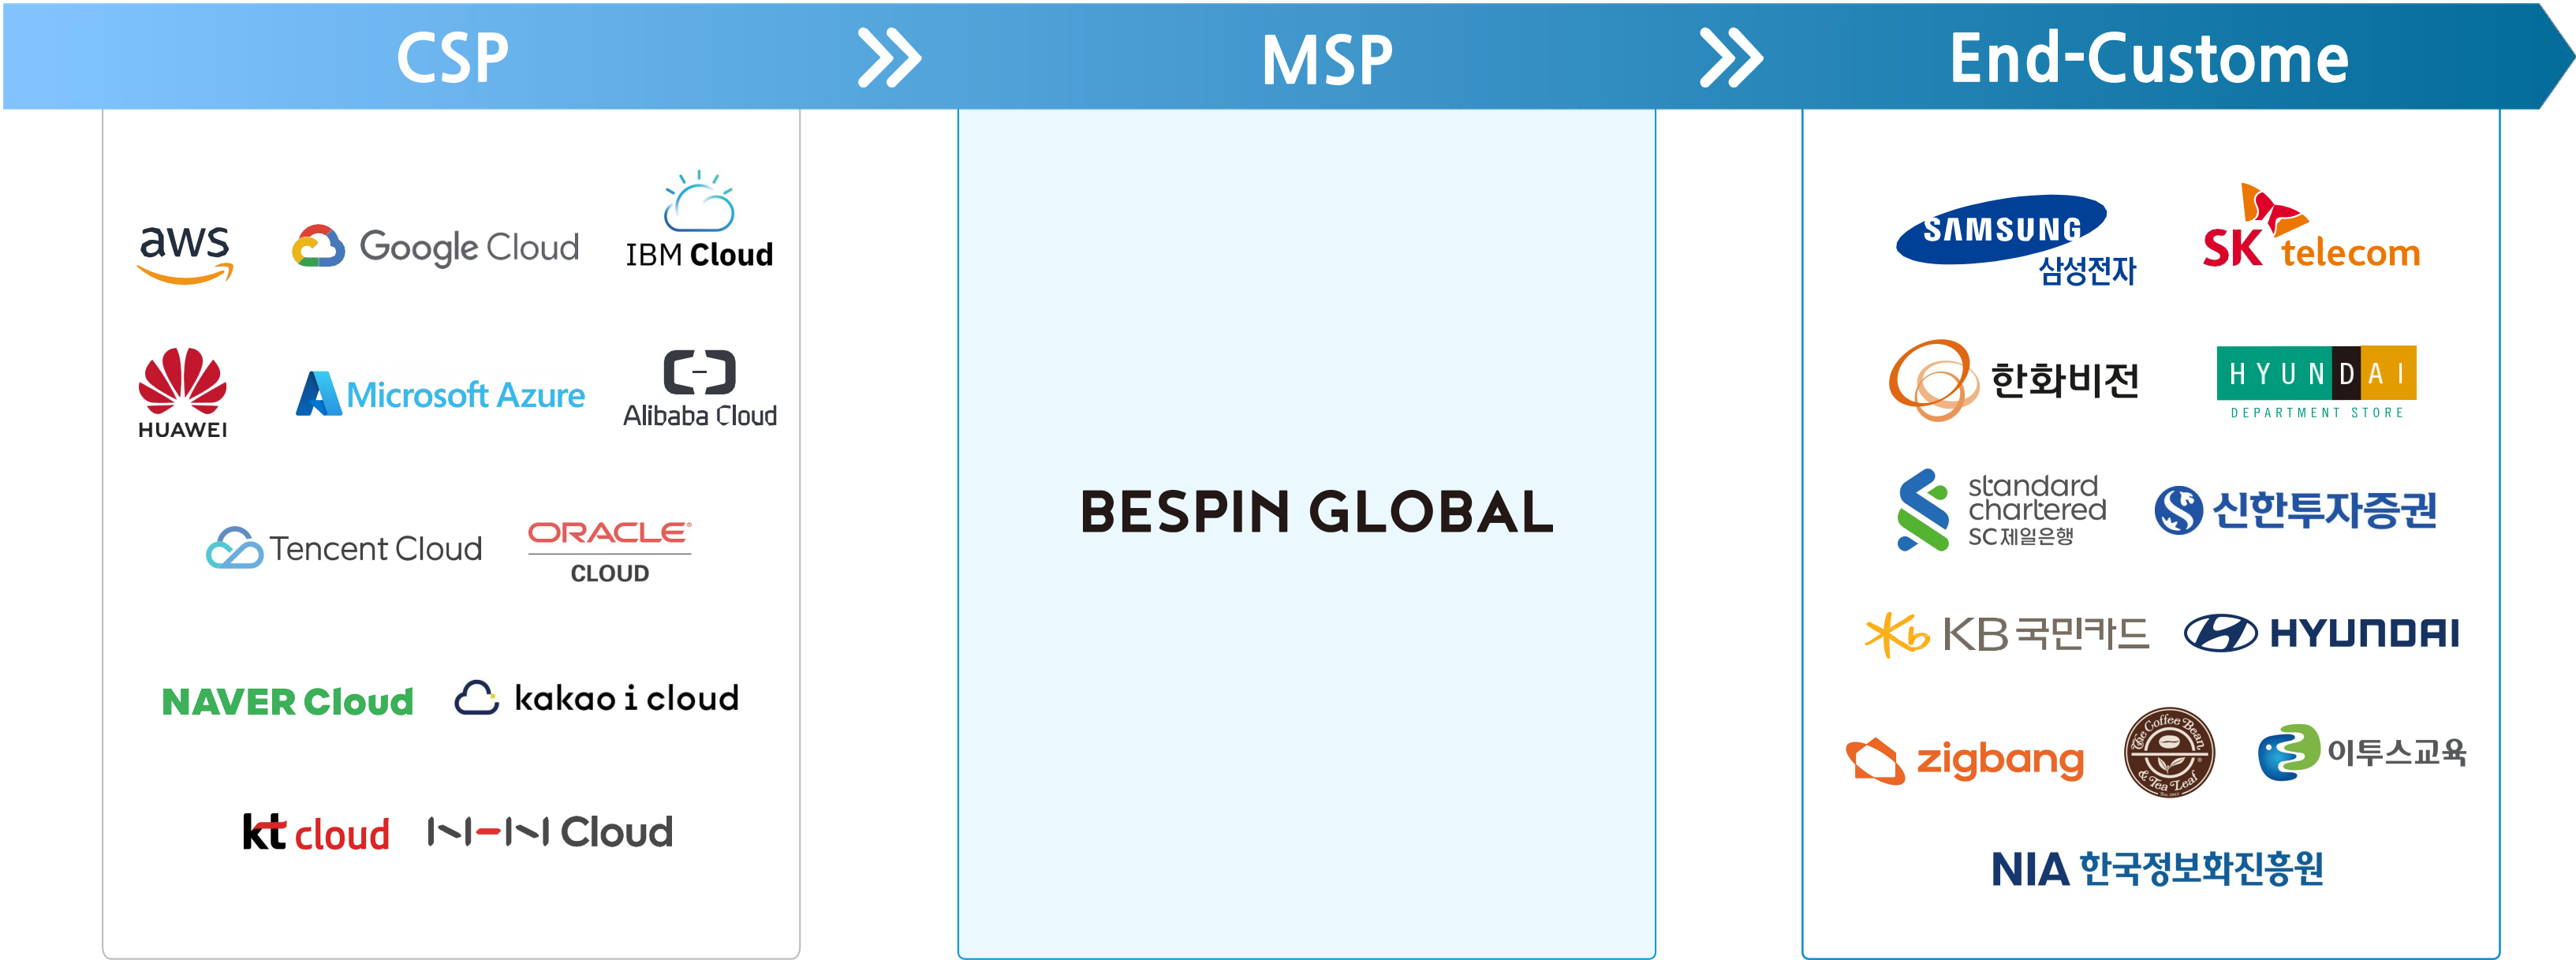 CSP
MSP
End-Custome
aws
Google Cloud
IBM Cloud
HUAWEI
Microsoft Azure
Alibaba Cloud
Tencent Cloud
ORACLE
CLOUD
NAVER Cloud
kakao i cloud
kt cloud
NHN Cloud
BESPIN GLOBAL
SAMSUNG
삼성전자
SK telecom
한화비전
HYUNDAI
DEPARTMENT STORE
standard
chartered
SC제일은행
신한투자증권
KB국민카드
HYUNDAI
zigbang
The Coffee Bean
& Tea Leaf
이투스교육
NIA 한국정보화진흥원